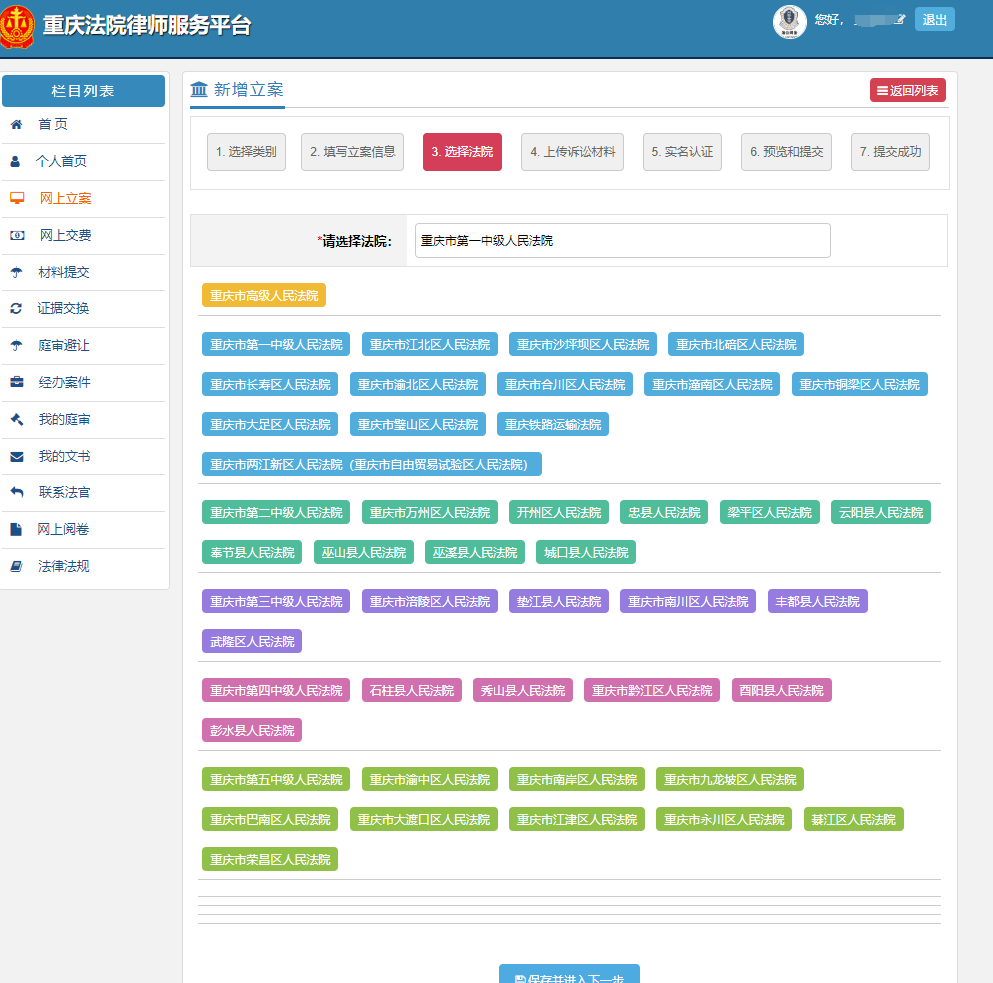 重庆法院律师服务平台
您好,
退出
栏目列表
首页
个人首页
网上立案
网上交费
材料提交
证据交换
庭审避让
经办案件
我的庭审
我的文书
联系法官
网上阅卷
法律法规
新增立案
返回列表
1. 选择类别
2. 填写立案信息
3. 选择法院
4. 上传诉讼材料
5. 实名认证
6. 预览和提交
7. 提交成功
*请选择法院:
重庆市第一中级人民法院
重庆市高级人民法院
重庆市第一中级人民法院 重庆市江北区人民法院 重庆市沙坪坝区人民法院 重庆市北碚区人民法院
重庆市长寿区人民法院 重庆市渝北区人民法院 重庆市合川区人民法院 重庆市潼南区人民法院 重庆市铜梁区人民法院
重庆市大足区人民法院 重庆市璧山区人民法院 重庆铁路运输法院
重庆市两江新区人民法院（重庆市自由贸易试验区人民法院）
重庆市第二中级人民法院 重庆市万州区人民法院 开州区人民法院 忠县人民法院 梁平区人民法院 云阳县人民法院
奉节县人民法院 巫山县人民法院 巫溪县人民法院 城口县人民法院
重庆市第三中级人民法院 重庆市涪陵区人民法院 垫江县人民法院 重庆市南川区人民法院 丰都县人民法院
武隆区人民法院
重庆市第四中级人民法院 石柱县人民法院 秀山县人民法院 重庆市黔江区人民法院 酉阳县人民法院
彭水县人民法院
重庆市第五中级人民法院 重庆市渝中区人民法院 重庆市南岸区人民法院 重庆市九龙坡区人民法院
重庆市巴南区人民法院 重庆市大渡口区人民法院 重庆市江津区人民法院 重庆市永川区人民法院 綦江区人民法院
重庆市荣昌区人民法院
保存并进入下一步